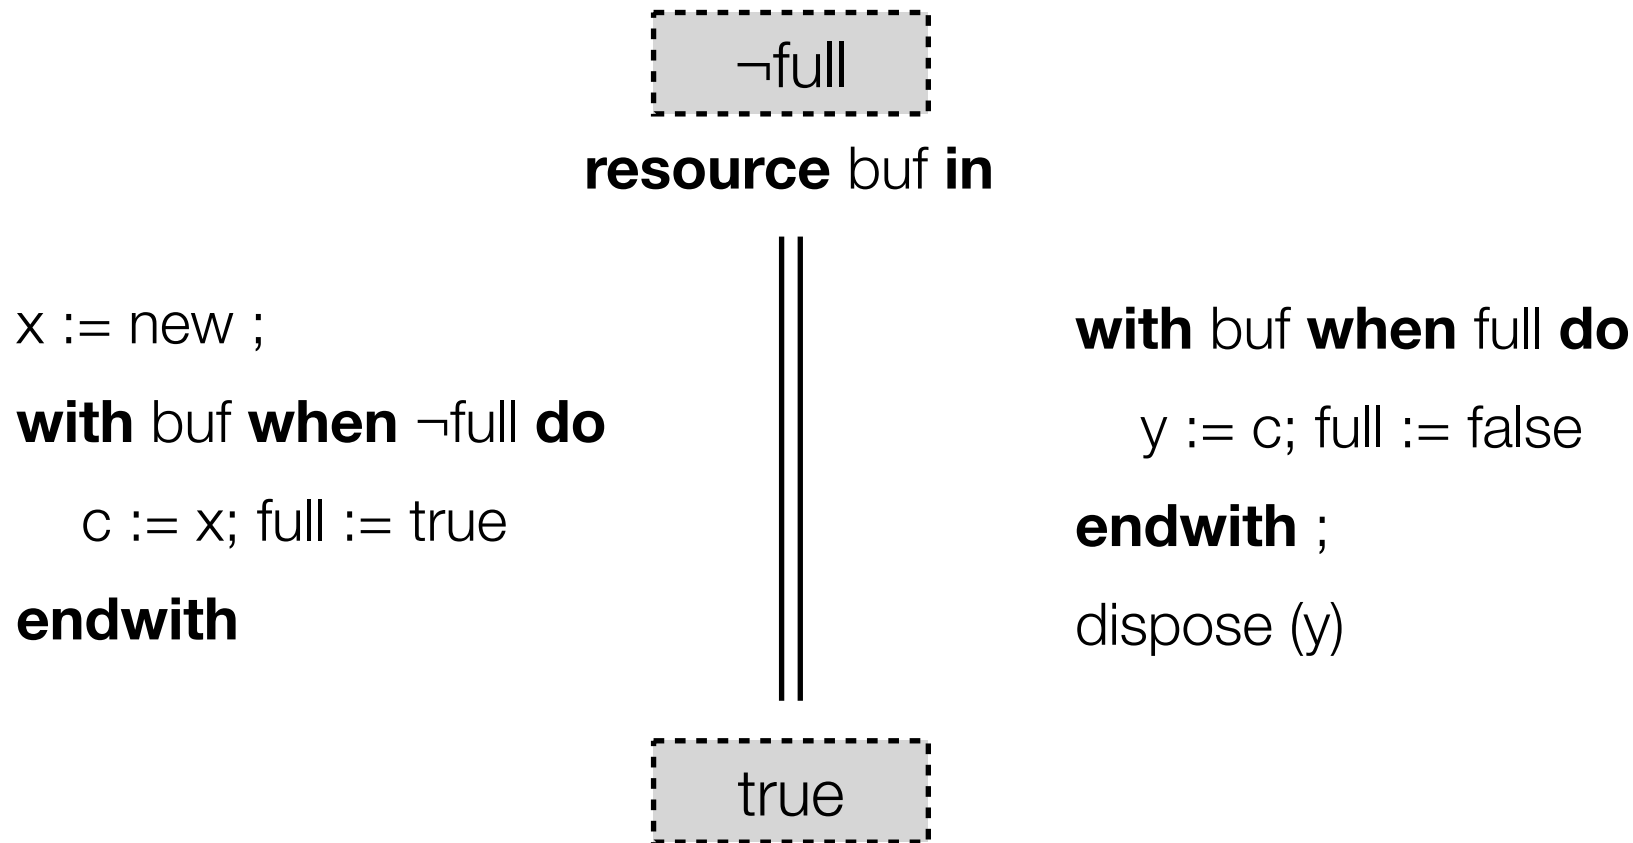 ¬full
resource buf in
x := new ;
with buf when ¬full do
c := x; full := true
endwith
with buf when full do
y := c; full := false
endwith ;
dispose (y)
true